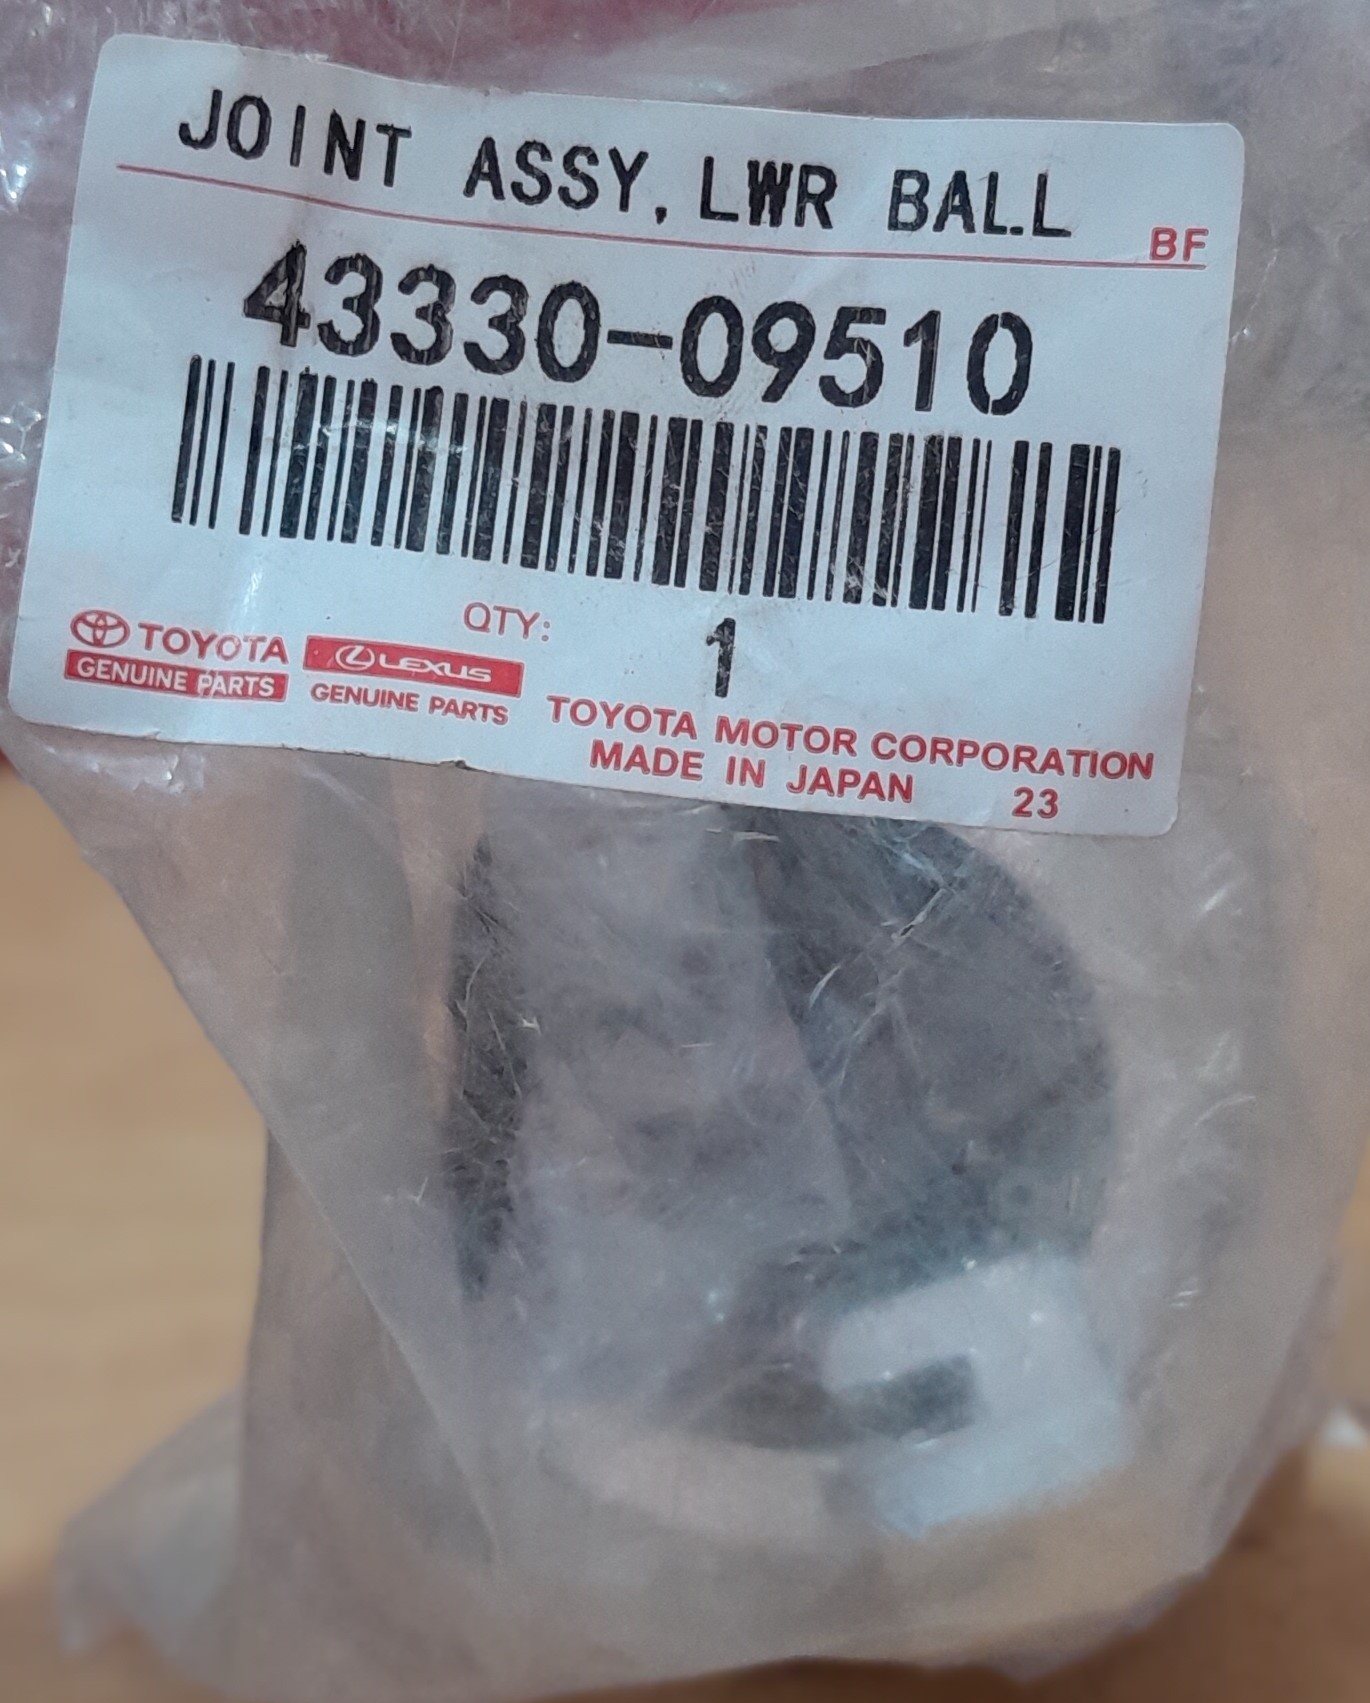 JOINT ASSY, LWR BALL
BF
43330-09510
QTY: 1
TOYOTA
GENUINE PARTS
LEXUS
GENUINE PARTS
TOYOTA MOTOR CORPORATION
MADE IN JAPAN 23